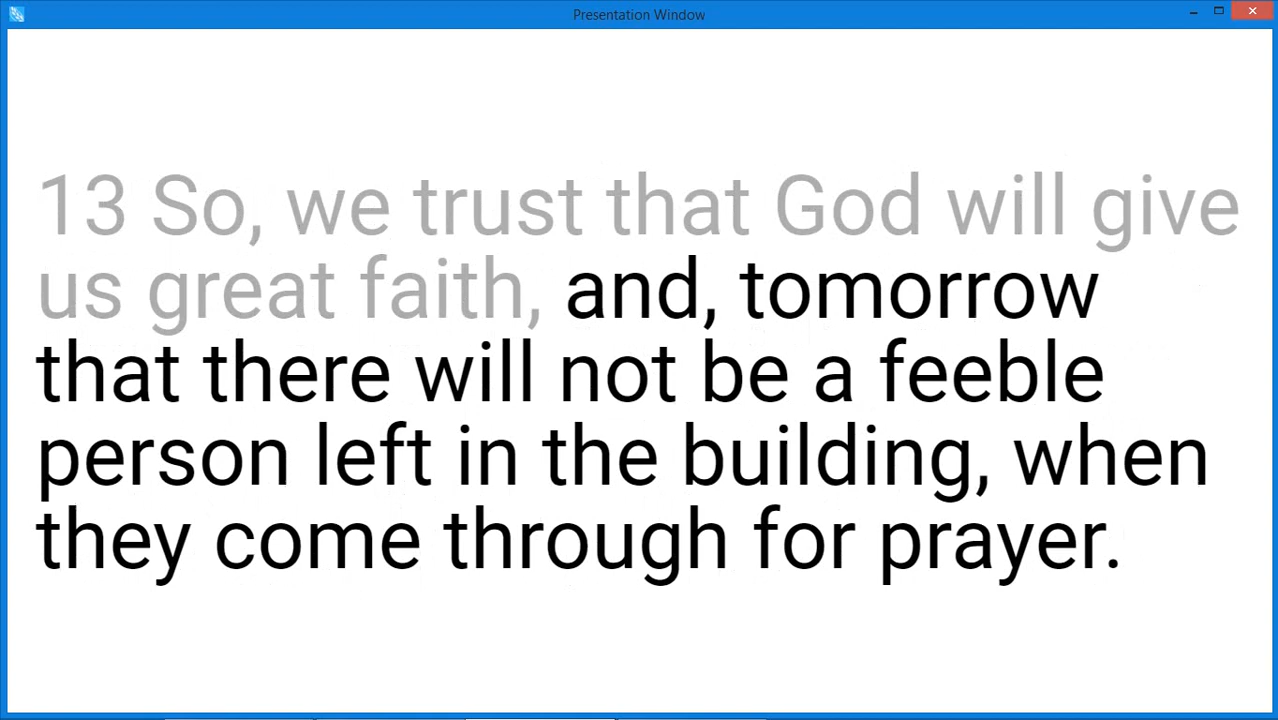 Presentation Window
13 So, we trust that God will give
us great faith, and, tomorrow
that there will not be a feeble
person left in the building, when
they come through for prayer.